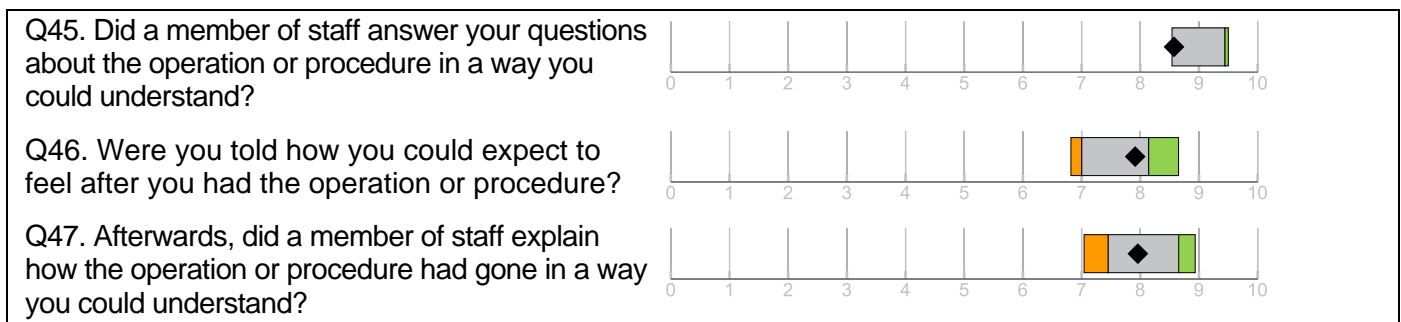 Q45. Did a member of staff answer your questions
about the operation or procedure in a way you
could understand?
0 1 2 3 4 5 6 7 8 9 10
Q46. Were you told how you could expect to
feel after you had the operation or procedure?
0 1 2 3 4 5 6 7 8 9 10
Q47. Afterwards, did a member of staff explain
how the operation or procedure had gone in a way
you could understand?
0 1 2 3 4 5 6 7 8 9 10